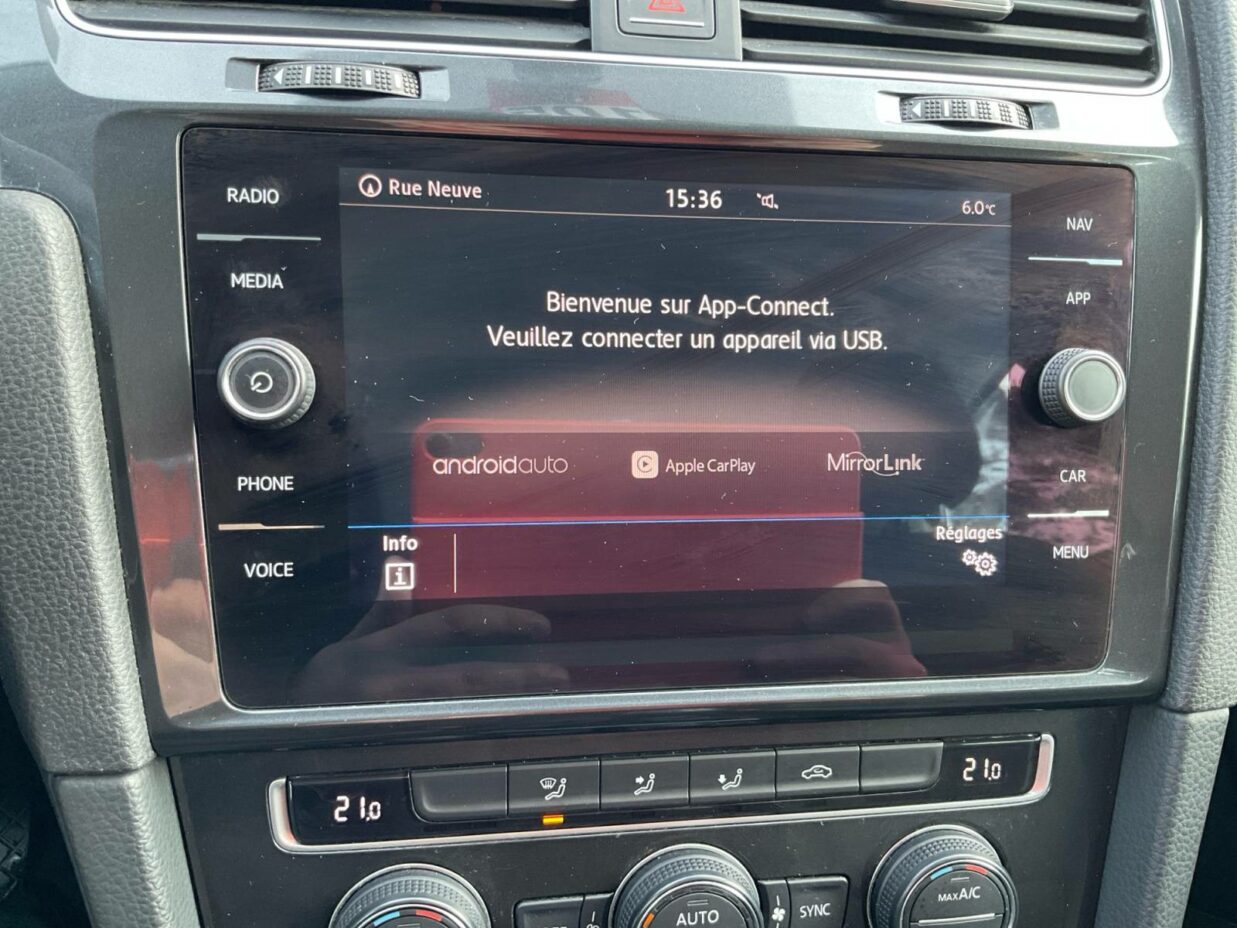 RADIO
MEDIA
PHONE
VOICE
Rue Neuve
15:36
6.0°C
Bienvenue sur App-Connect.
Veuillez connecter un appareil via USB.
androidauto
Apple CarPlay
MirrorLink
Info
Réglages
NAV
APP
CAR
MENU
21,0
21,0
AUTO
SYNC
MAX A/C